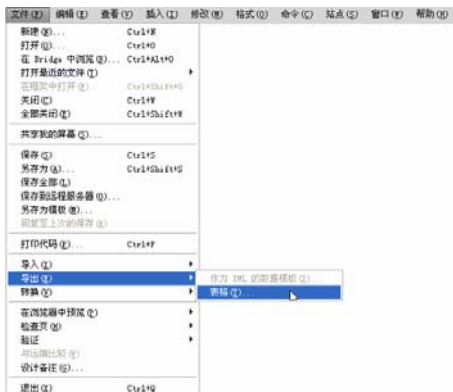 文件(F) 编辑(E) 查看(V) 插入(I) 修改(M) 格式(O) 命令(C) 站点(S) 窗口(W) 帮助(H)
新建(N)... Ctrl+N
打开(O)... Ctrl+O
在 Bridge 中浏览(B)... Ctrl+Alt+O
打开最近的文件(T)
在框架中打开(F)... Ctrl+Shift+O
关闭(C) Ctrl+W
全部关闭(E) Ctrl+Shift+W
共享我的屏幕(S)...
保存(S) Ctrl+S
另存为(A)... Ctrl+Shift+S
保存全部(L)
保存到远程服务器(D)...
另存为模板(M)...
回复至上次的保存(R)
打印代码(P)... Ctrl+P
导入(I)
导出(E) 作为 XML 的数据模板(X)...
转换(V) 表格(T)...
在浏览器中预览(P)
检查页(H)
验证
与远端比较(W)
设计备注(G)...
退出(X) Ctrl+Q